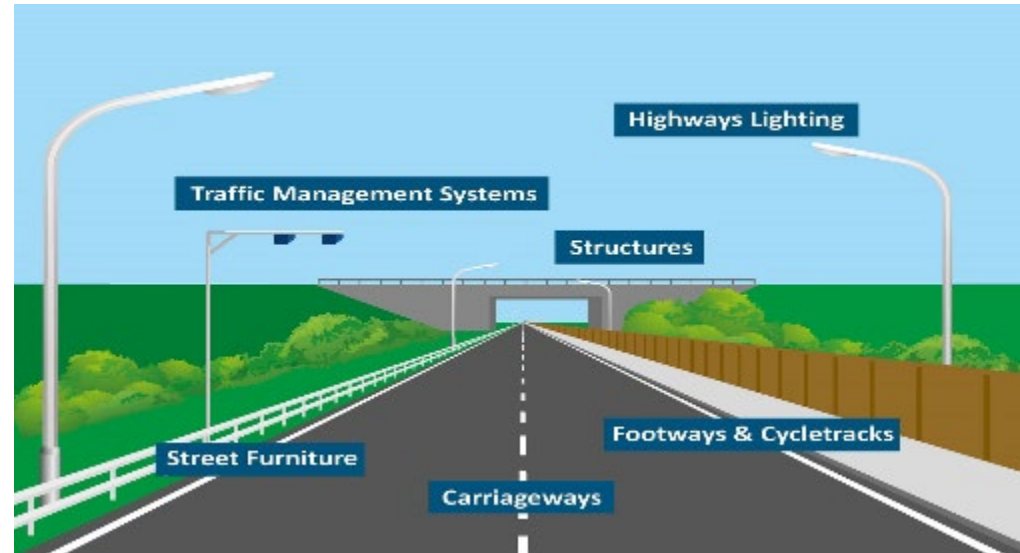 Highways Lighting
Traffic Management Systems
Structures
Footways & Cycletracks
Street Furniture
Carriageways